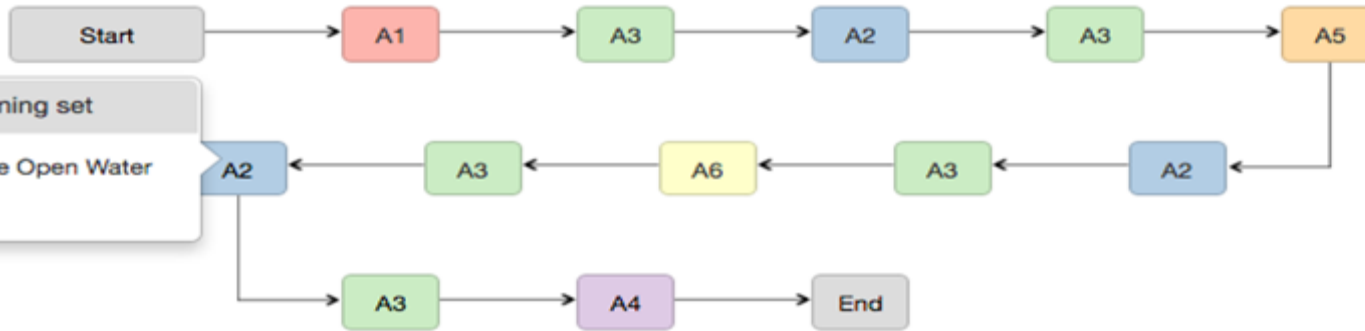 Start A1 A3 A2 A3 A5
ning set
e Open Water
A2 A3 A6 A3 A2
A3 A4 End